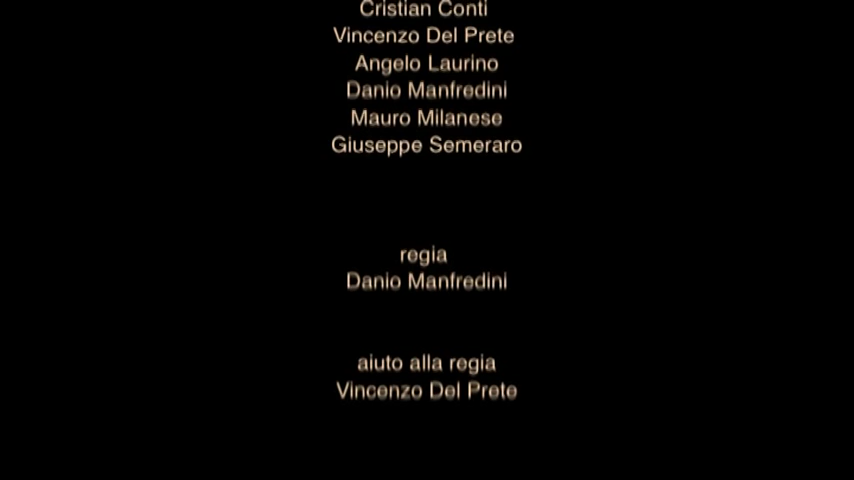 Cristian Conti
Vincenzo Del Prete
Angelo Laurino
Danio Manfredini
Mauro Milanese
Giuseppe Semeraro
regia
Danio Manfredini
aiuto alla regia
Vincenzo Del Prete